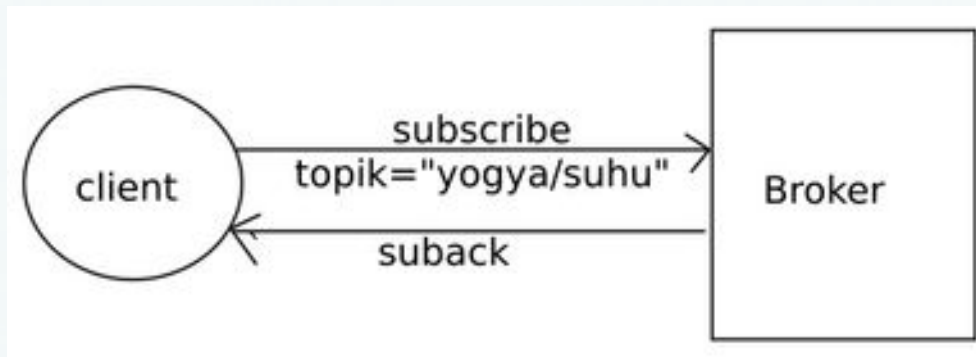 subscribe
topik="yogya/suhu"
client
Broker
suback